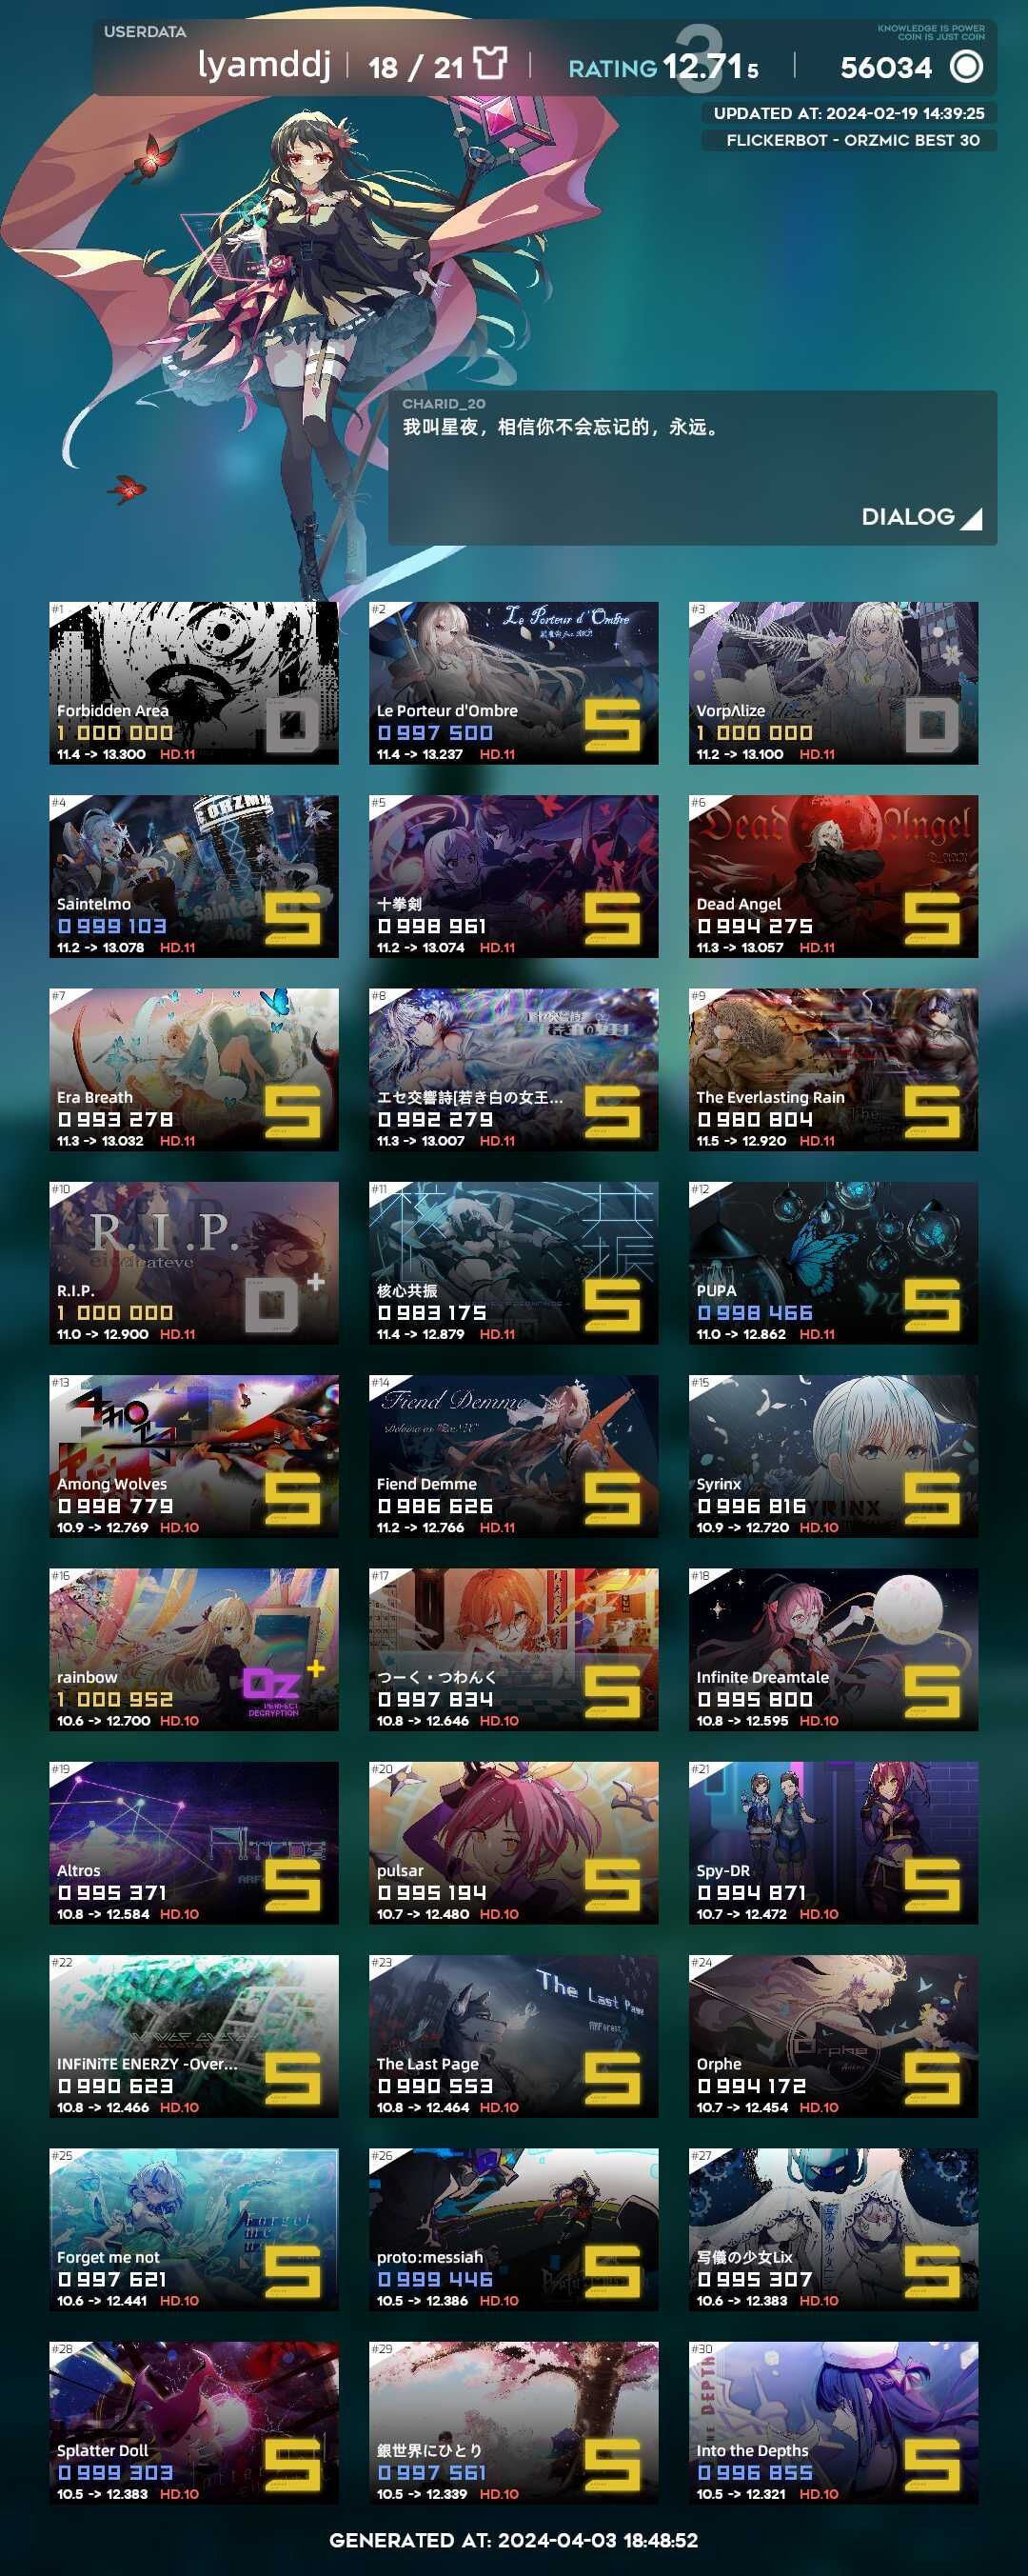 USERDATA
KNOWLEDGE IS POWER
COIN IS JUST COIN
lyamddj
18 / 21
RATING 12.715
3
56034
UPDATED AT: 2024-02-19 14:39:25
FLICKERBOT - ORZMIC BEST 30
CHARID_20
我叫星夜，相信你不会忘记的，永远。
DIALOG
#1
Forbidden Area
1 000 000
D
11.4 -> 13.300 HD.11
#2
Le Porteur d'Ombre
Le Porteur d'Ombre
0 997 500
S
11.4 -> 13.237 HD.11
#3
VorpΛlize
1 000 000
D
11.2 -> 13.100 HD.11
#4
Saintelmo
0 999 103
S
11.2 -> 13.078 HD.11
#5
十拳剣
0 998 961
S
11.2 -> 13.074 HD.11
#6
Dead Angel
Dead Angel
0 994 275
S
11.3 -> 13.057 HD.11
#7
Era Breath
0 993 278
S
11.3 -> 13.032 HD.11
#8
エセ交響詩[若き白の女王...
0 992 279
S
11.3 -> 13.007 HD.11
#9
The Everlasting Rain
0 980 804
S
11.5 -> 12.920 HD.11
#10
R.I.P.
R.I.P.
1 000 000
D+
11.0 -> 12.900 HD.11
#11
核 共振
核心共振
0 983 175
S
11.4 -> 12.879 HD.11
#12
PUPA
0 998 466
S
11.0 -> 12.862 HD.11
#13
Among Wolves
0 998 779
S
10.9 -> 12.769 HD.10
#14
Fiend Demme
Fiend Demme
0 986 626
S
11.2 -> 12.766 HD.11
#15
Syrinx
0 996 816
S
10.9 -> 12.720 HD.10
#16
rainbow
1 000 952
Oz+
PERFECT
DECRYPTION
10.6 -> 12.700 HD.10
#17
つーく・つわんく
0 997 834
S
10.8 -> 12.646 HD.10
#18
Infinite Dreamtale
0 995 800
S
10.8 -> 12.595 HD.10
#19
Altros
Altros
0 995 371
S
10.8 -> 12.584 HD.10
#20
pulsar
0 995 194
S
10.7 -> 12.480 HD.10
#21
Spy-DR
0 994 871
S
10.7 -> 12.472 HD.10
#22
INFiNiTE ENERZY -Over...
0 990 623
S
10.8 -> 12.466 HD.10
#23
The Last Page
The Last Page
0 990 553
S
10.8 -> 12.464 HD.10
#24
Orphe
Orphe
0 994 172
S
10.7 -> 12.454 HD.10
#25
Forget me not
0 997 621
S
10.6 -> 12.441 HD.10
#26
proto:messiah
0 999 446
S
10.5 -> 12.386 HD.10
#27
写儀の少女Lix
0 995 307
S
10.6 -> 12.383 HD.10
#28
Splatter Doll
0 999 303
S
10.5 -> 12.383 HD.10
#29
銀世界にひとり
0 997 561
S
10.5 -> 12.339 HD.10
#30
Into the Depths
0 996 855
S
10.5 -> 12.321 HD.10
GENERATED AT: 2024-04-03 18:48:52